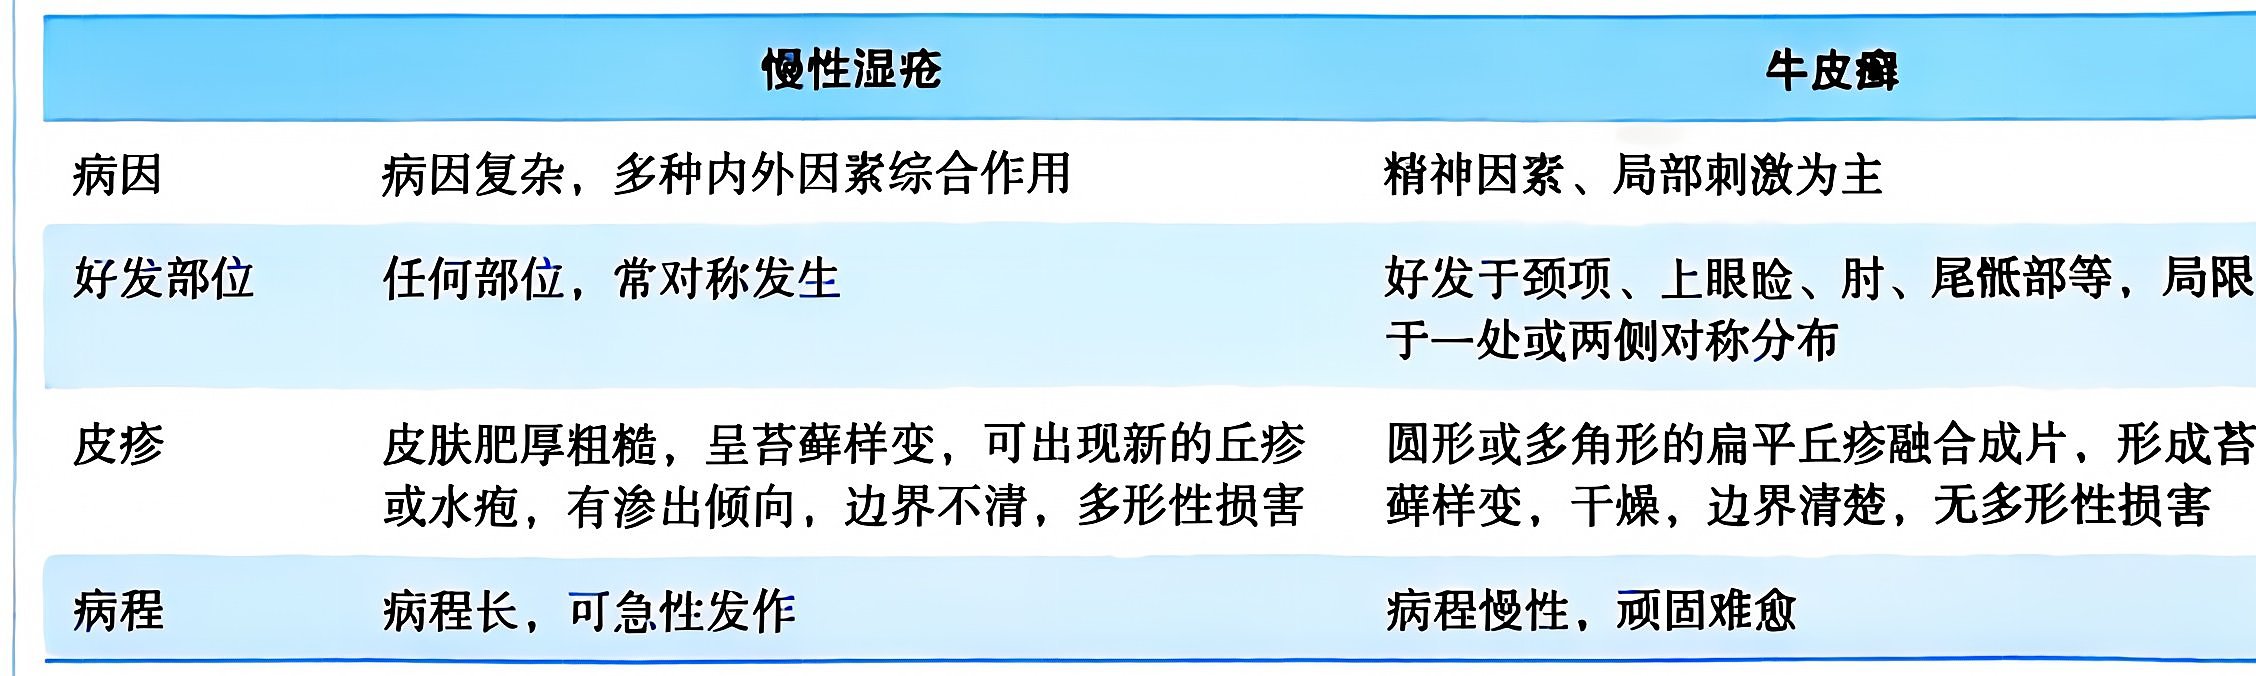 慢性湿疮 牛皮癣
病因 病因复杂，多种内外因素综合作用 精神因素、局部刺激为主
好发部位 任何部位，常对称发生 好发于颈项、上眼睑、肘、尾骶部等，局限
于一处或两侧对称分布
皮疹 皮肤肥厚粗糙，呈苔藓样变，可出现新的丘疹 圆形或多角形的扁平丘疹融合成片，形成苔
或水疱，有渗出倾向，边界不清，多形性损害 藓样变，干燥，边界清楚，无多形性损害
病程 病程长，可急性发作 病程慢性，顽固难愈